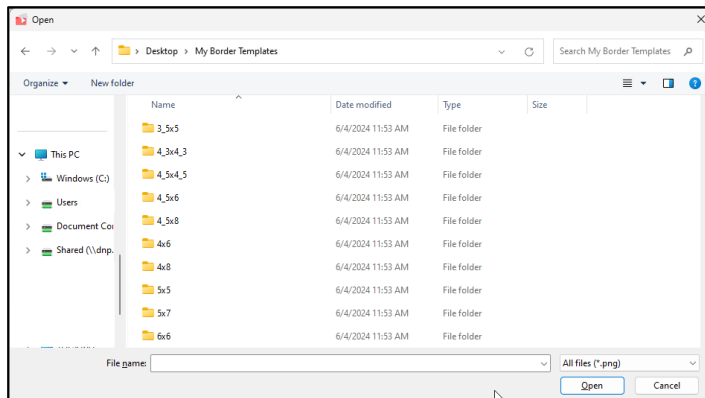 Open
Desktop > My Border Templates
Search My Border Templates
Organize
New folder
Name Date modified Type Size
3_5x5 6/4/2024 11:53 AM File folder
This PC 4_3x4_3 6/4/2024 11:53 AM File folder
Windows (C:) 4_5x4_5 6/4/2024 11:53 AM File folder
Users 4_5x6 6/4/2024 11:53 AM File folder
Document Co 4_5x8 6/4/2024 11:53 AM File folder
Shared (\\dnp. 4x6 6/4/2024 11:53 AM File folder
4x8 6/4/2024 11:53 AM File folder
5x5 6/4/2024 11:53 AM File folder
5x7 6/4/2024 11:53 AM File folder
6x6 6/4/2024 11:53 AM File folder
File name: All files (*.png)
Open Cancel